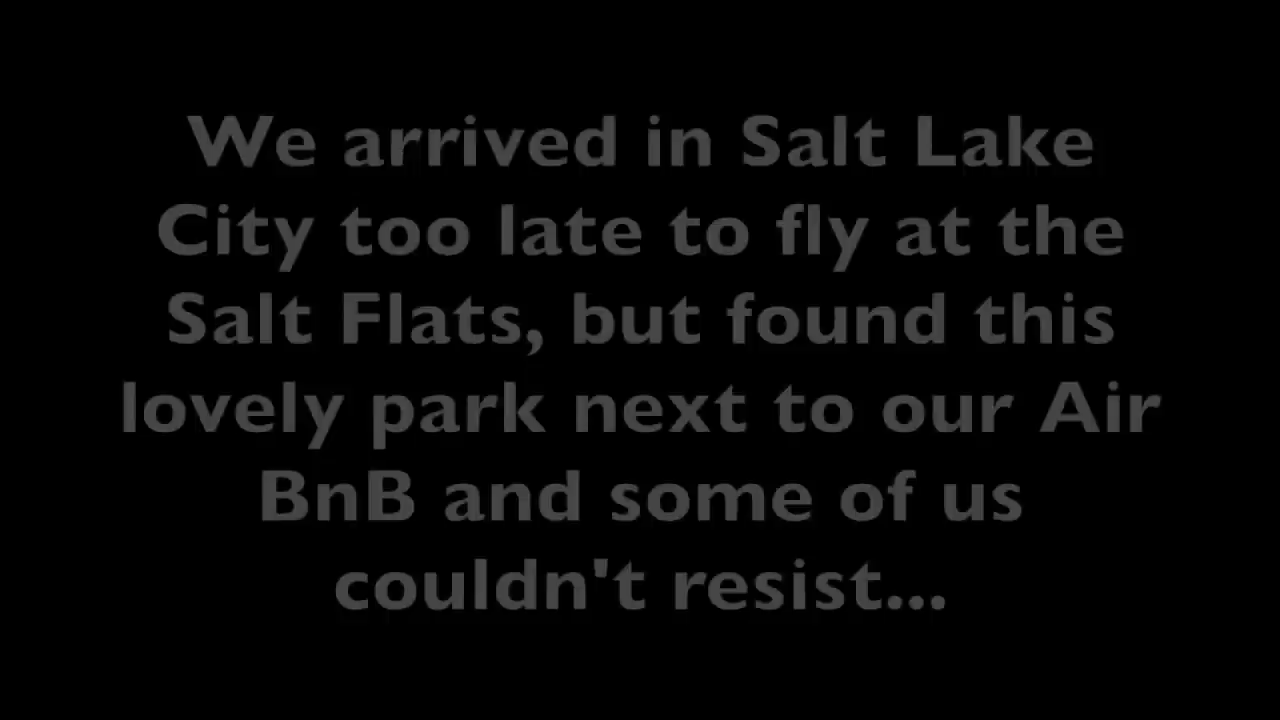 We arrived in Salt Lake
City too late to fly at the
Salt Flats, but found this
lovely park next to our Air
BnB and some of us
couldn't resist...